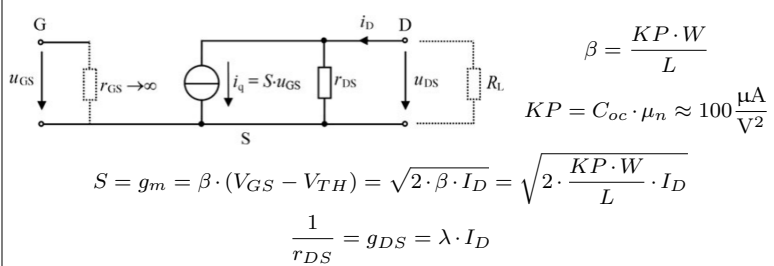 G
i_D
D
u_GS
r_GS →∞
i_q = S·u_GS
r_DS
u_DS
R_L
S
β = KP·W / L
KP = C_oc · μ_n ≈ 100 μA/V²
S = g_m = β · (V_GS − V_TH) = √(2 · β · I_D) = √(2 · KP·W/L · I_D)
1/r_DS = g_DS = λ · I_D